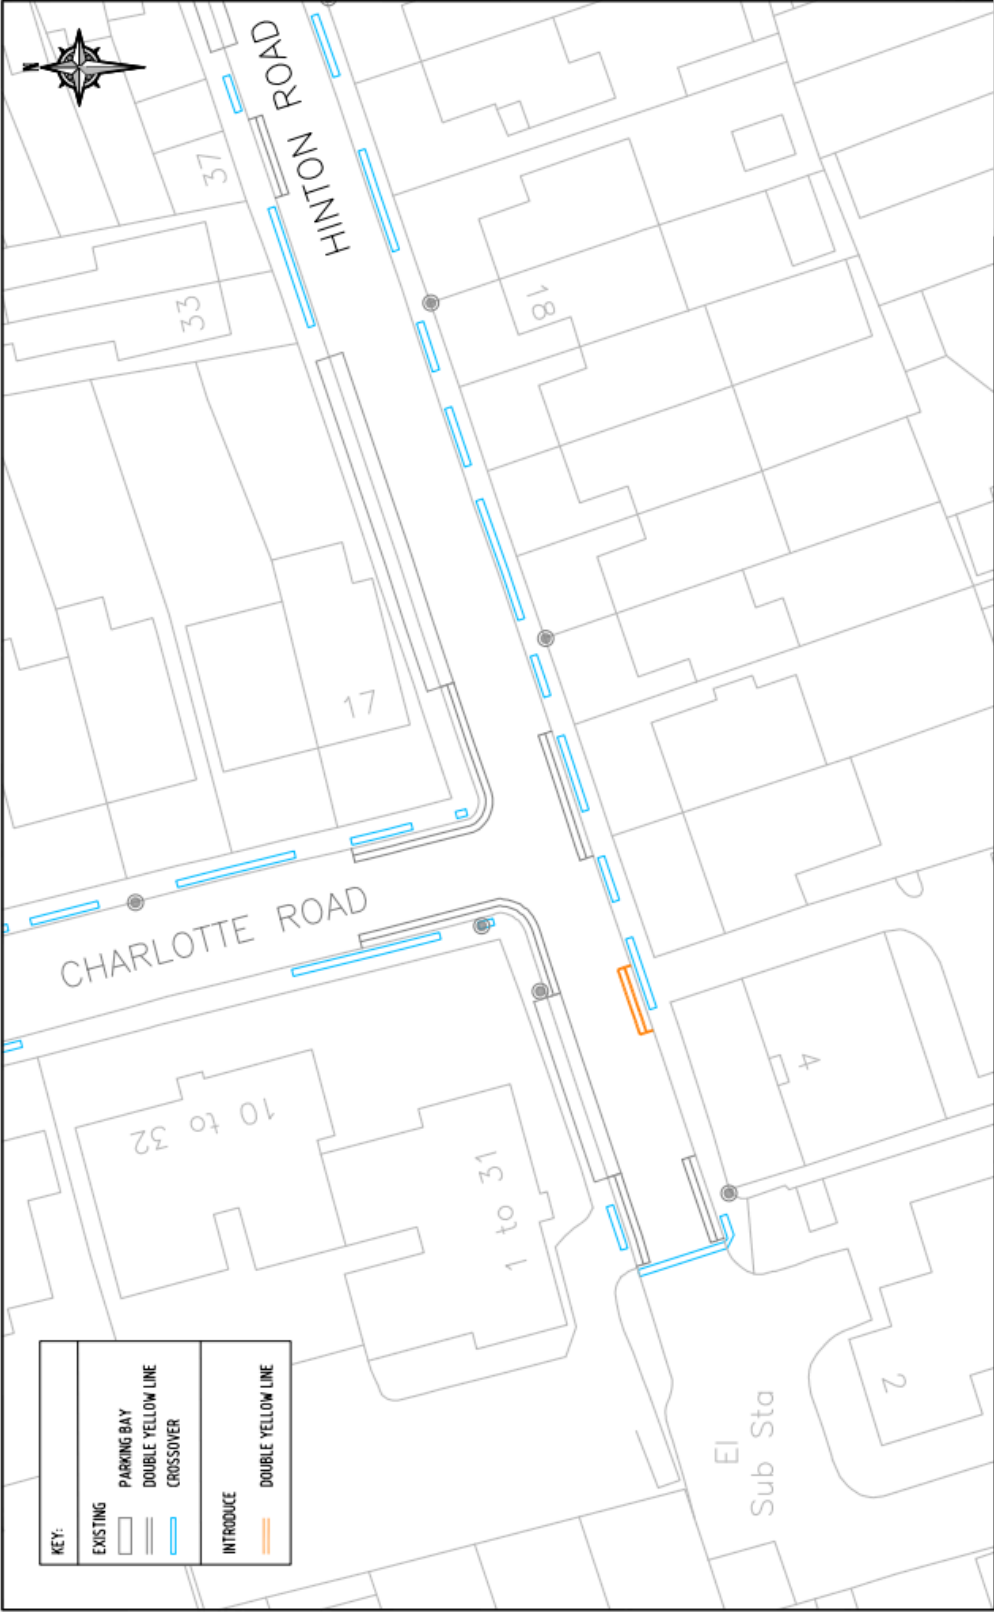 N
HINTON ROAD
37
33
18
17
CHARLOTTE ROAD
10 to 32
1 to 31
4
2
El
Sub Sta
KEY:
EXISTING
PARKING BAY
DOUBLE YELLOW LINE
CROSSOVER
INTRODUCE
DOUBLE YELLOW LINE